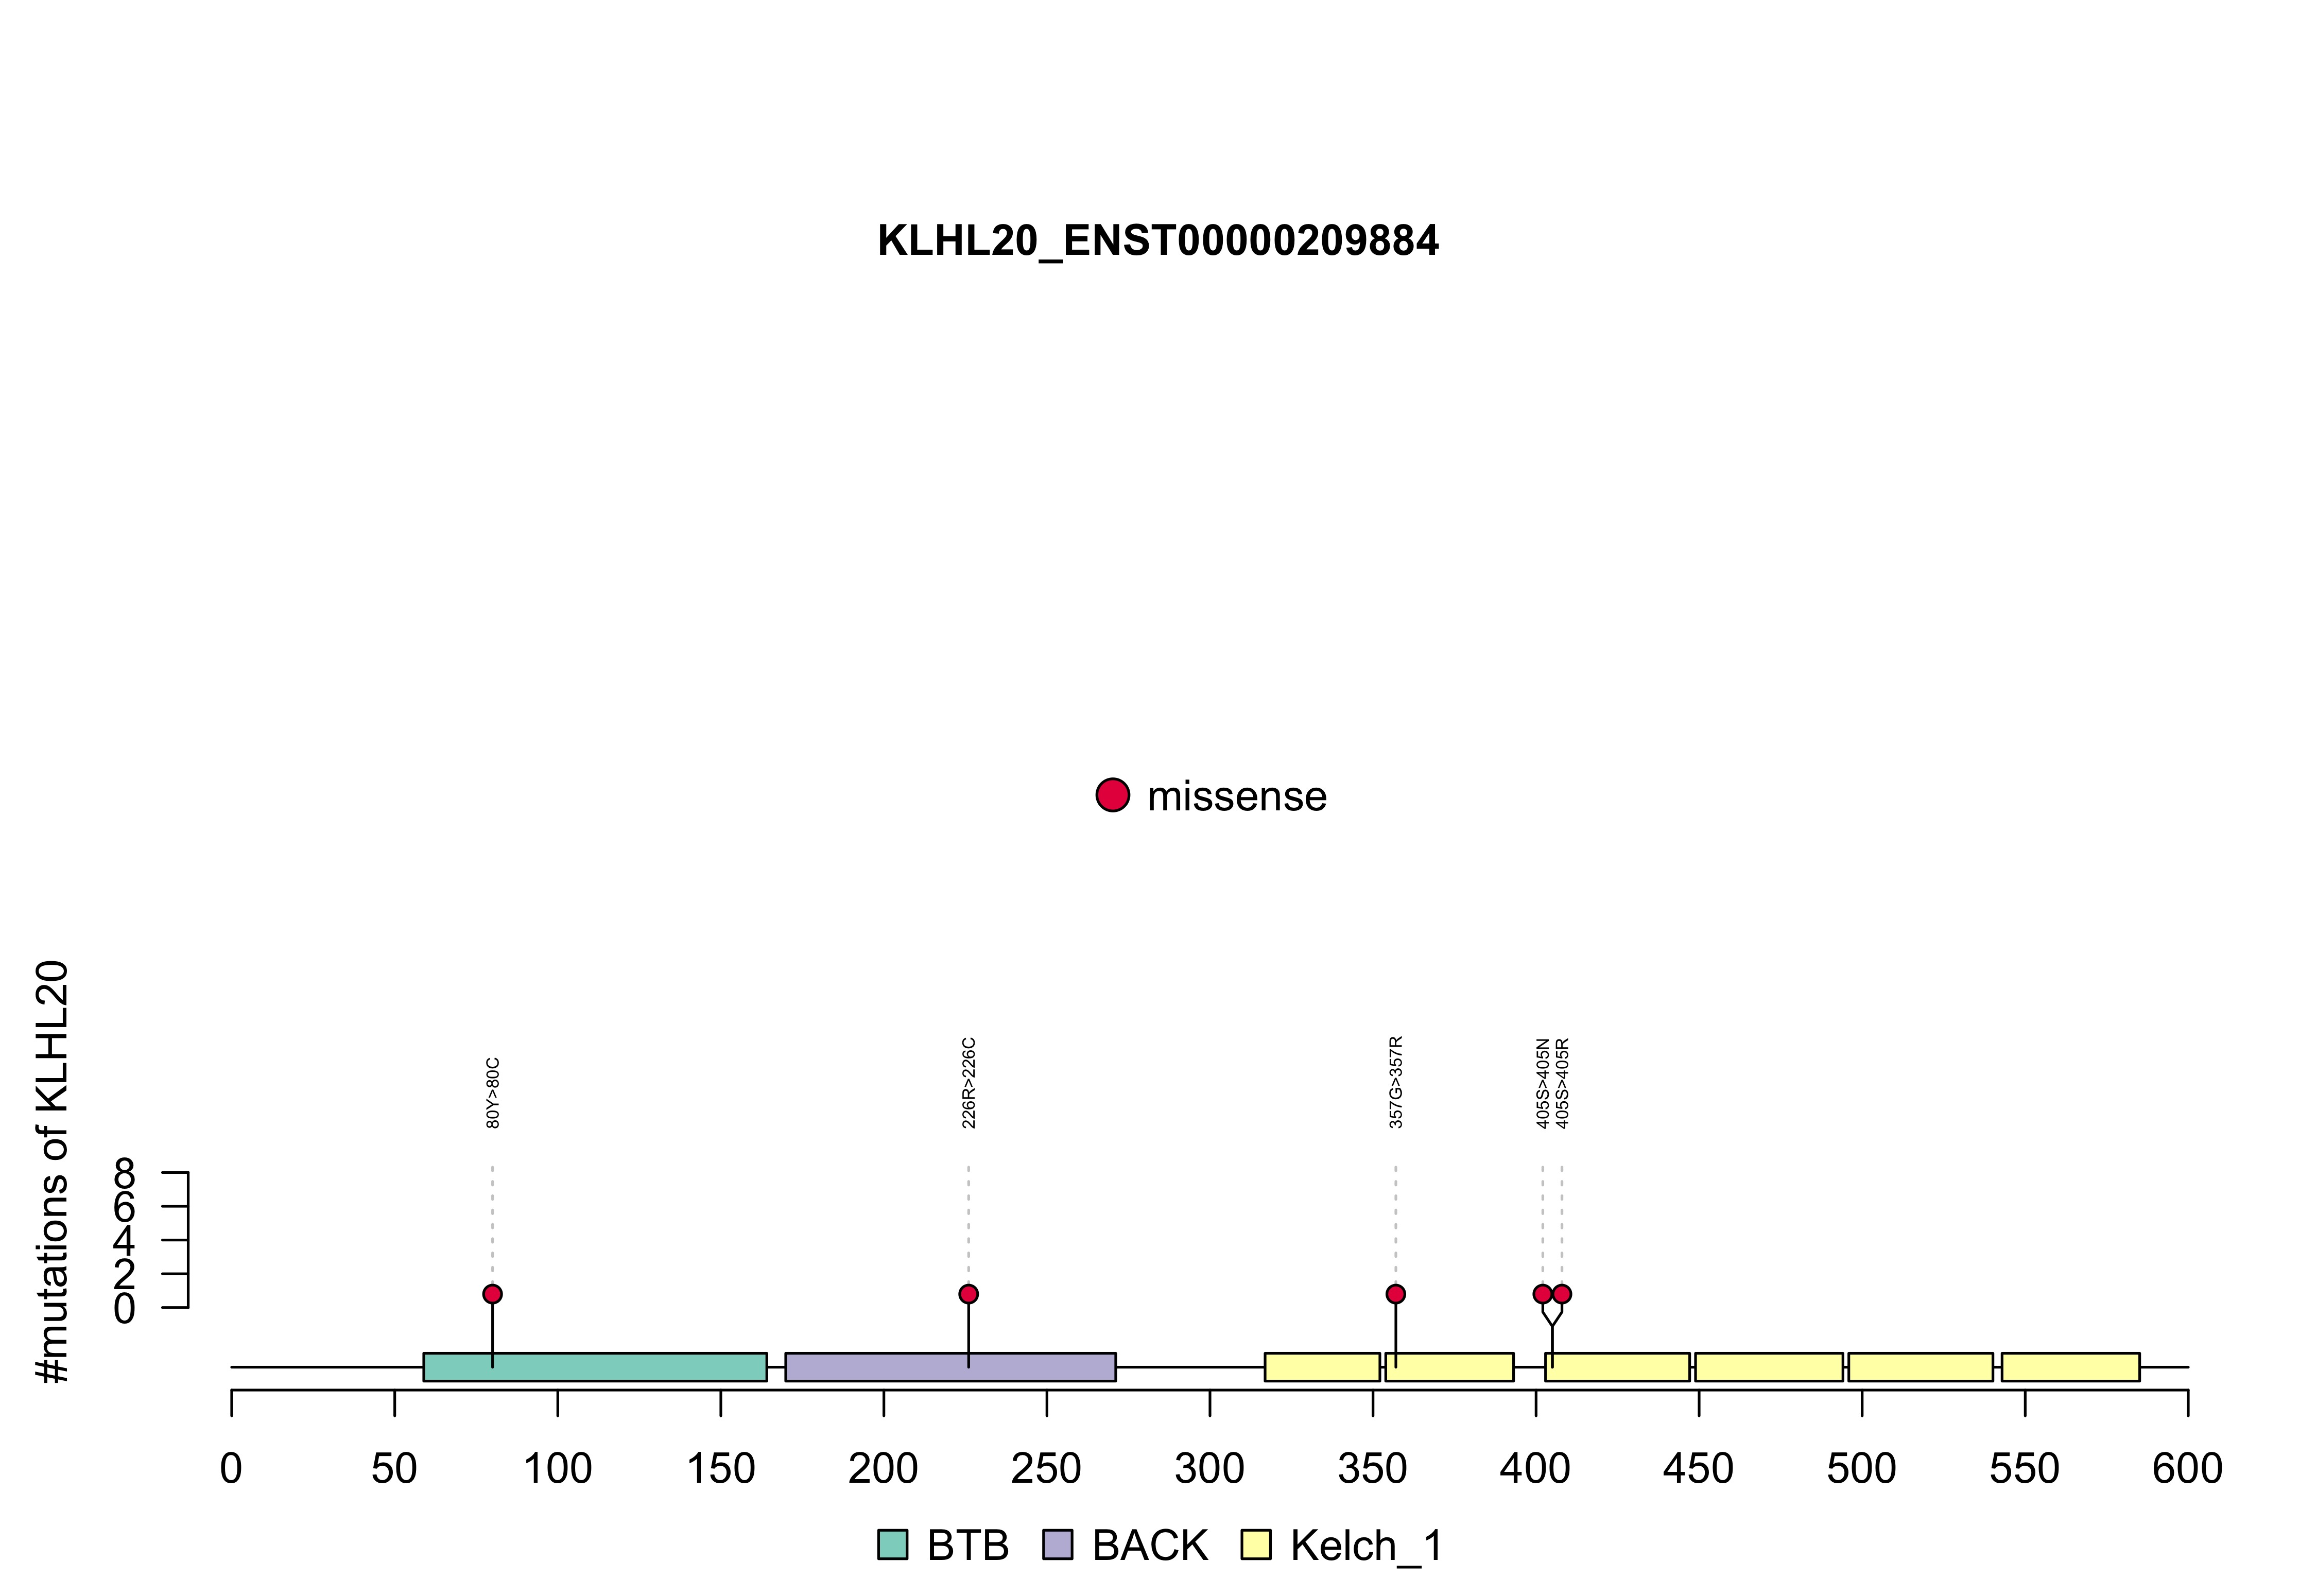 KLHL20_ENST00000209884
missense
#mutations of KLHL20
80Y>80C
226R>226C
357G>357R
405S>405N
405S>405R
8
6
4
2
0
0 50 100 150 200 250 300 350 400 450 500 550 600
BTB BACK Kelch_1